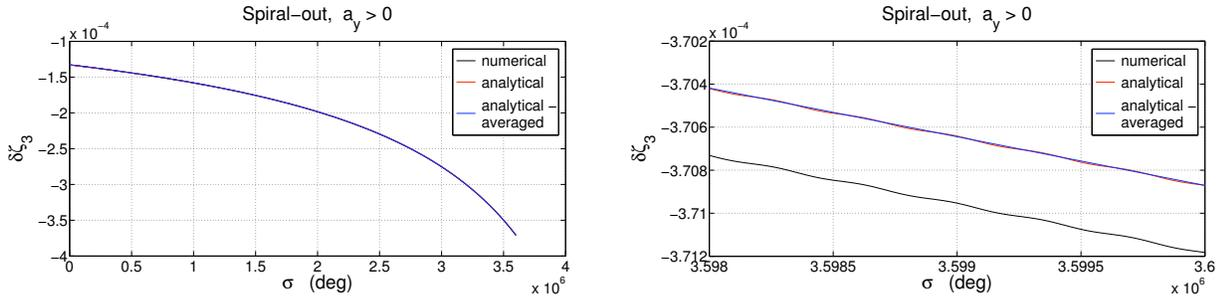 Spiral−out, a_y > 0
x 10^−4
−1
−1.5
−2
−2.5
−3
−3.5
−4
δζ_3
0 0.5 1 1.5 2 2.5 3 3.5 4
σ (deg)
x 10^6
numerical
analytical
analytical −
averaged
Spiral−out, a_y > 0
x 10^−4
−3.702
−3.704
−3.706
−3.708
−3.71
−3.712
δζ_3
3.598 3.5985 3.599 3.5995 3.6
σ (deg)
x 10^6
numerical
analytical
analytical −
averaged